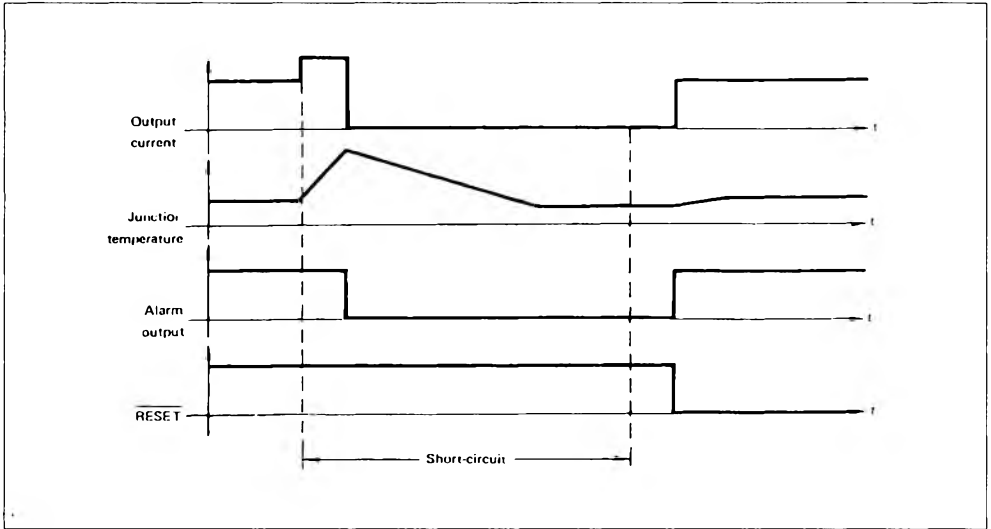 Output
current
t
Junction
temperature
t
Alarm
output
t
RESET
t
Short-circuit